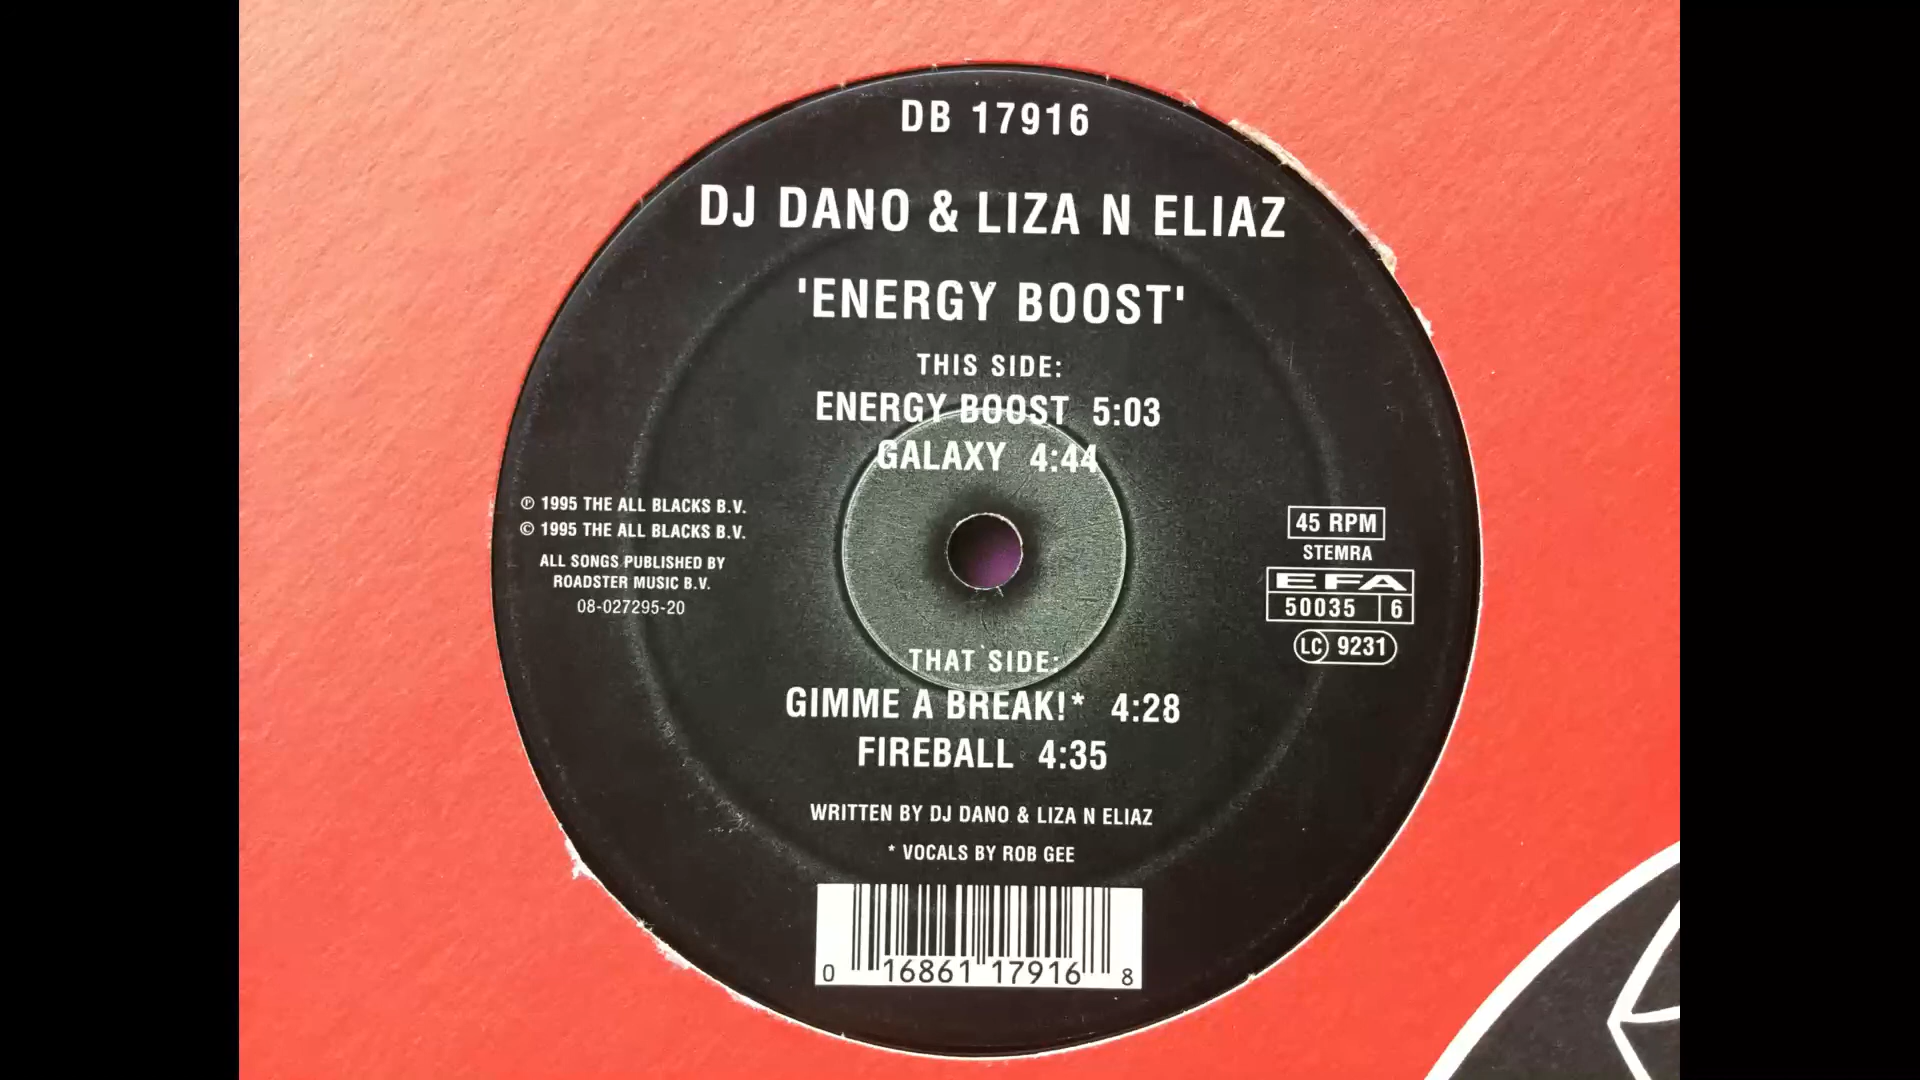 DB 17916
DJ DANO & LIZA N ELIAZ
'ENERGY BOOST'
THIS SIDE:
ENERGY BOOST 5:03
GALAXY 4:44
℗ 1995 THE ALL BLACKS B.V.
© 1995 THE ALL BLACKS B.V.
ALL SONGS PUBLISHED BY
ROADSTER MUSIC B.V.
08-027295-20
45 RPM
STEMRA
EFA
50035 6
LC 9231
THAT SIDE:
GIMME A BREAK!* 4:28
FIREBALL 4:35
WRITTEN BY DJ DANO & LIZA N ELIAZ
* VOCALS BY ROB GEE
0 16861 17916 8